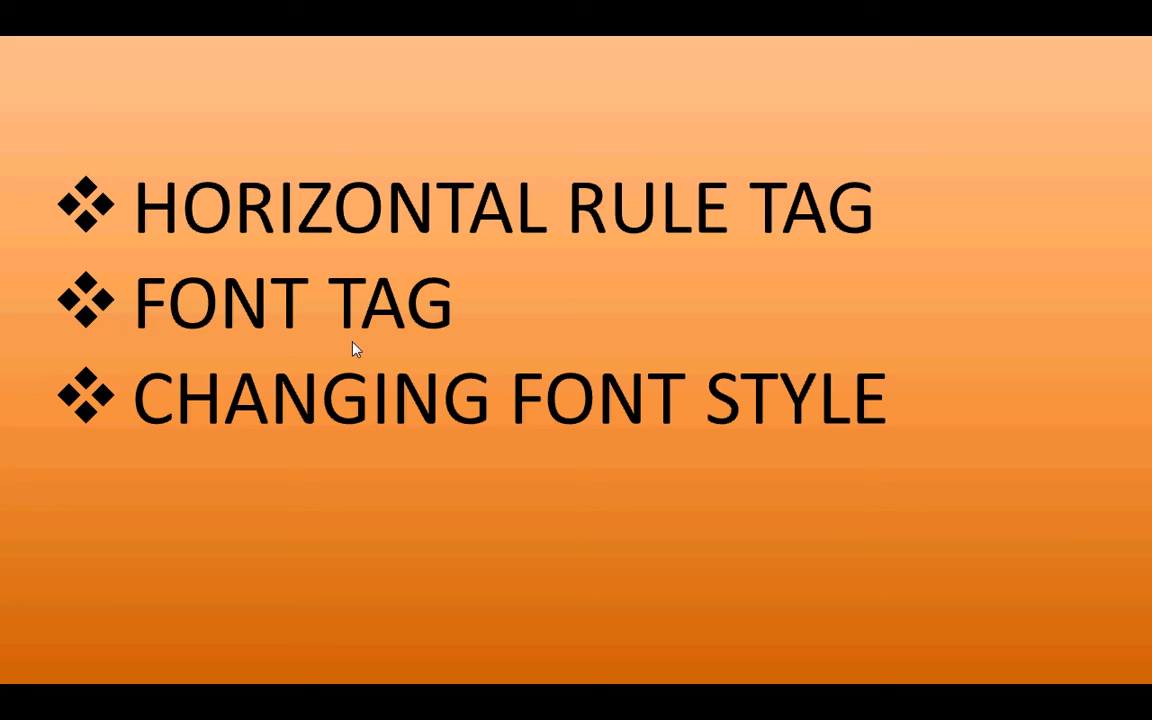 ❖ HORIZONTAL RULE TAG
❖ FONT TAG
❖ CHANGING FONT STYLE